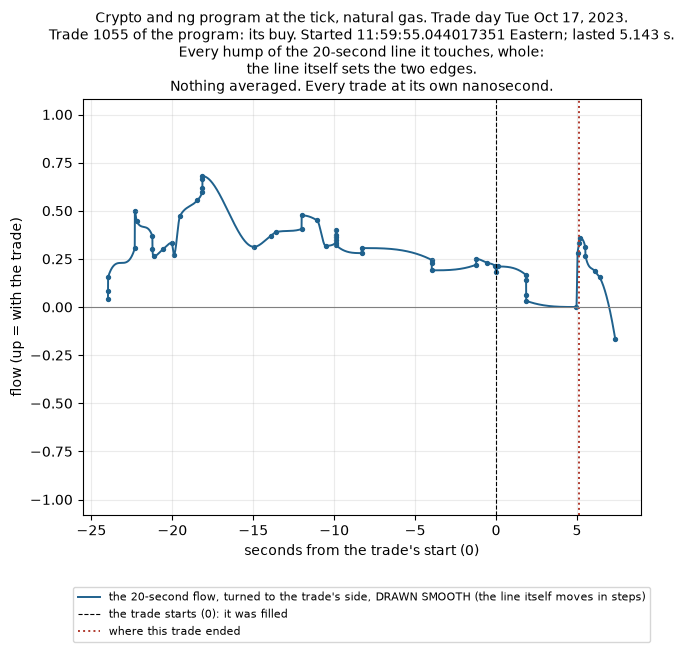 Crypto and ng program at the tick, natural gas. Trade day Tue Oct 17, 2023.
Trade 1055 of the program: its buy. Started 11:59:55.044017351 Eastern; lasted 5.143 s.
Every hump of the 20-second line it touches, whole:
the line itself sets the two edges.
Nothing averaged. Every trade at its own nanosecond.
flow (up = with the trade)
1.00
0.75
0.50
0.25
0.00
−0.25
−0.50
−0.75
−1.00
−25
−20
−15
−10
−5
0
5
seconds from the trade's start (0)
the 20-second flow, turned to the trade's side, DRAWN SMOOTH (the line itself moves in steps)
the trade starts (0): it was filled
where this trade ended